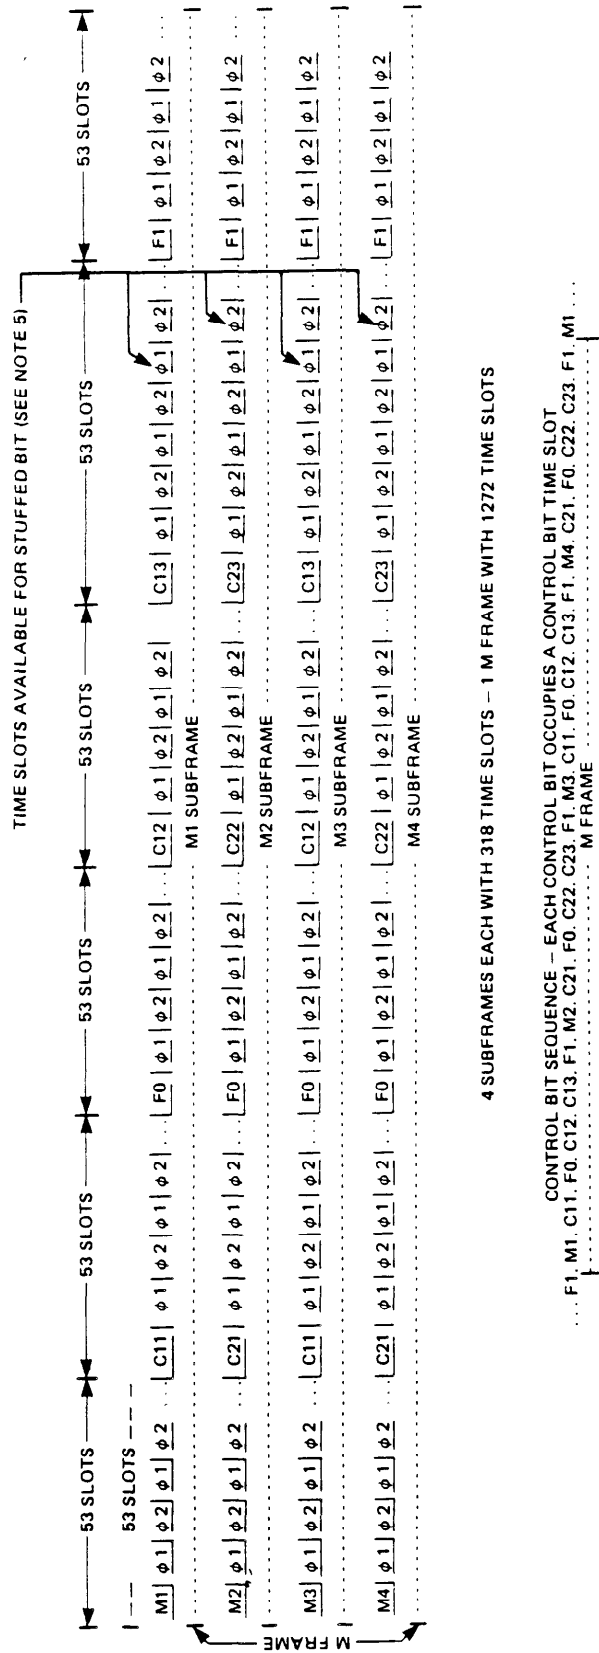 TIME SLOTS AVAILABLE FOR STUFFED BIT (SEE NOTE 5)
53 SLOTS 53 SLOTS 53 SLOTS 53 SLOTS 53 SLOTS 53 SLOTS
53 SLOTS
M1 | φ1 | φ2 | φ1 | φ2 ... C11 | φ1 | φ2 | φ1 | φ2 | ... F0 | φ1 | φ2 | φ1 | φ2 | ... C12 | φ1 | φ2 | φ1 | φ2 | C13 | φ1 | φ2 | φ1 | φ2 | φ1 | φ2 | ... F1 | φ1 | φ2 | φ1 | φ2 ...
M1 SUBFRAME
M2 | φ1 | φ2 | φ1 | φ2 ... C21 | φ1 | φ2 | φ1 | φ2 | ... F0 | φ1 | φ2 | φ1 | φ2 | ... C22 | φ1 | φ2 | φ1 | φ2 | ... C23 | φ1 | φ2 | φ1 | φ2 | φ1 | φ2 | ... F1 | φ1 | φ2 | φ1 | φ2 ...
M2 SUBFRAME
M3 | φ1 | φ2 | φ1 | φ2 ... C11 | φ1 | φ2 | φ1 | φ2 | ... F0 | φ1 | φ2 | φ1 | φ2 | ... C12 | φ1 | φ2 | φ1 | φ2 | ... C13 | φ1 | φ2 | φ1 | φ2 | φ1 | φ2 | ... F1 | φ1 | φ2 | φ1 | φ2 ...
M3 SUBFRAME
M4 | φ1 | φ2 | φ1 | φ2 ... C21 | φ1 | φ2 | φ1 | φ2 | ... F0 | φ1 | φ2 | φ1 | φ2 | ... C22 | φ1 | φ2 | φ1 | φ2 | ... C23 | φ1 | φ2 | φ1 | φ2 | φ1 | φ2 | ... F1 | φ1 | φ2 | φ1 | φ2 ...
M4 SUBFRAME
M FRAME
4 SUBFRAMES EACH WITH 318 TIME SLOTS – 1 M FRAME WITH 1272 TIME SLOTS
CONTROL BIT SEQUENCE – EACH CONTROL BIT OCCUPIES A CONTROL BIT TIME SLOT
... F1. M1. C11. F0. C12. C13. F1. M2. C21. F0. C22. C23. F1. M3. C11. F0. C12. C13. F1. M4. C21. F0. C22. C23. F1. M1 ...
M FRAME